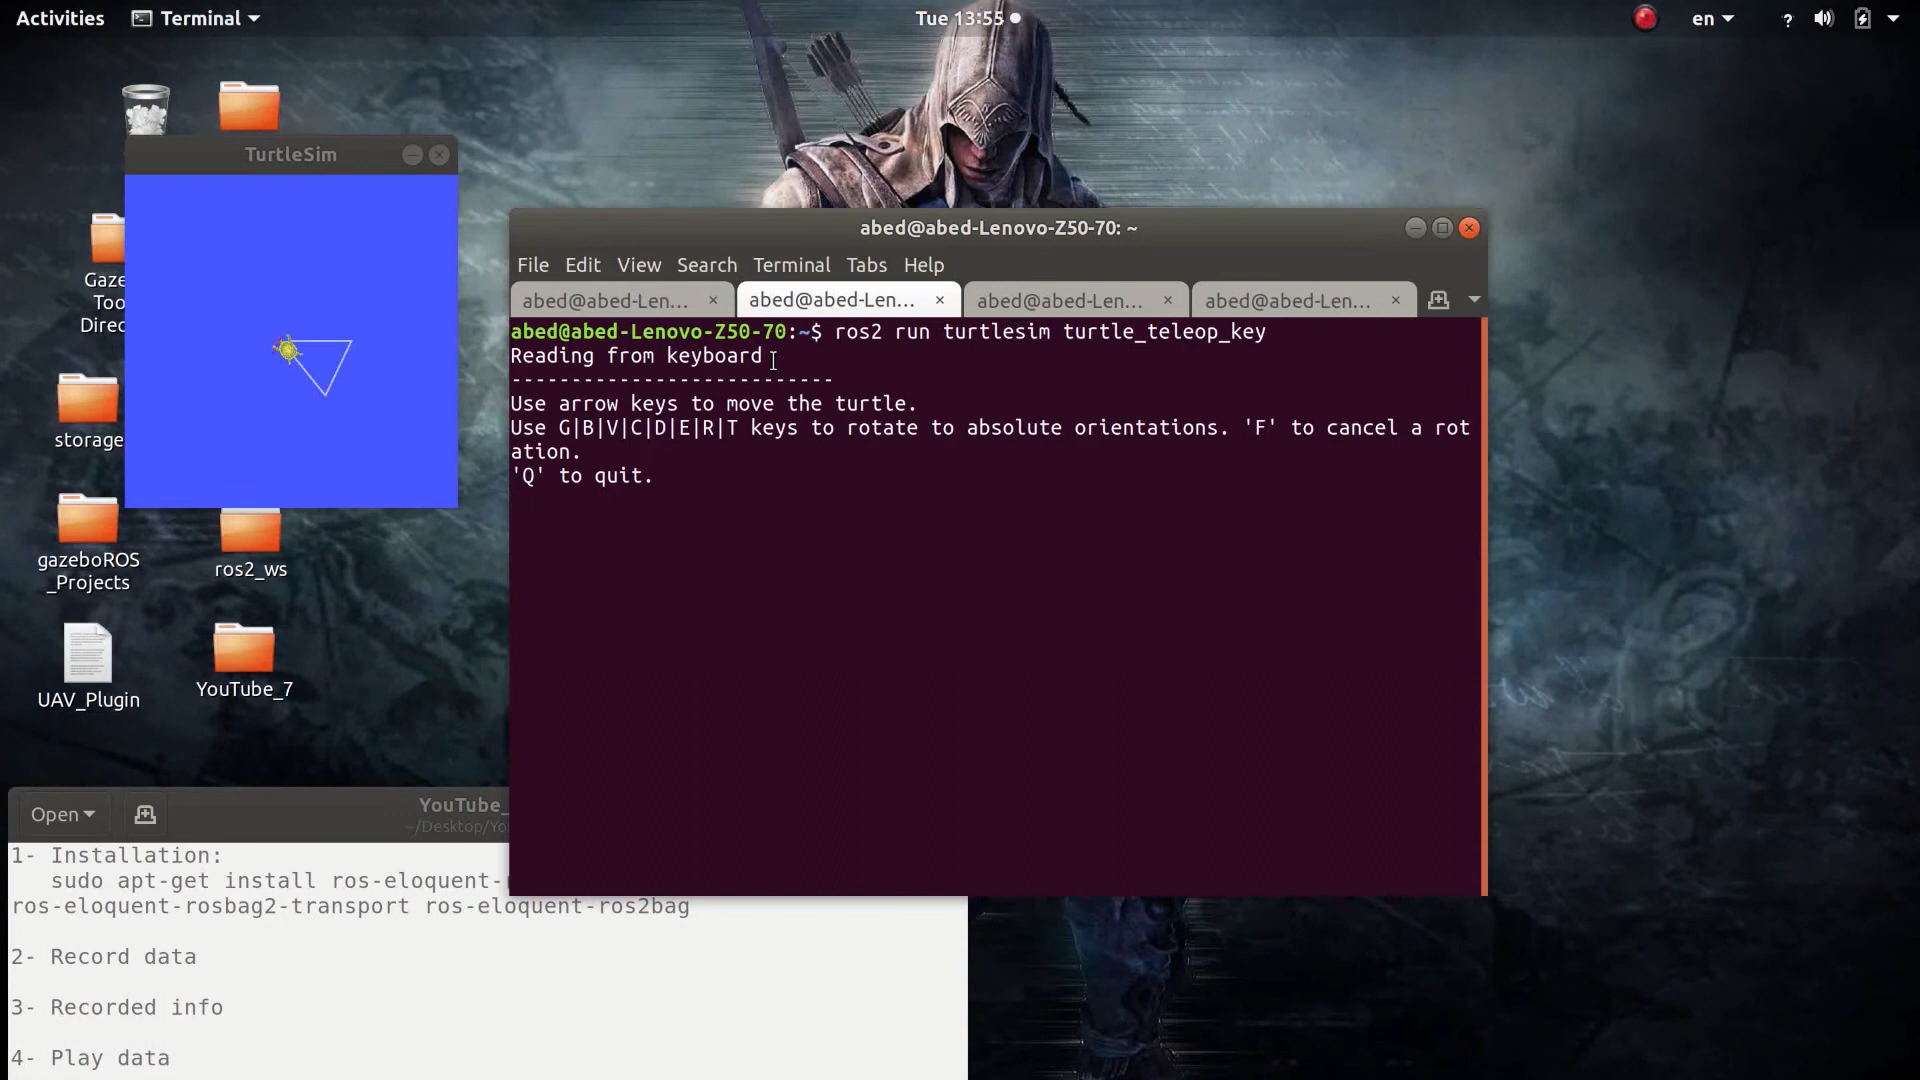 Activities
Terminal
Tue 13:55
en
TurtleSim
Gaze
Too
Direc
storage
gazeboROS
_Projects
ros2_ws
UAV_Plugin
YouTube_7
abed@abed-Lenovo-Z50-70: ~
File Edit View Search Terminal Tabs Help
abed@abed-Len...
abed@abed-Len...
abed@abed-Len...
abed@abed-Len...
abed@abed-Lenovo-Z50-70:~$ ros2 run turtlesim turtle_teleop_key
Reading from keyboard
---------------------------
Use arrow keys to move the turtle.
Use G|B|V|C|D|E|R|T keys to rotate to absolute orientations. 'F' to cancel a rot
ation.
'Q' to quit.
Open
YouTube_
~/Desktop/Yo
1- Installation:
sudo apt-get install ros-eloquent-
ros-eloquent-rosbag2-transport ros-eloquent-ros2bag
2- Record data
3- Recorded info
4- Play data